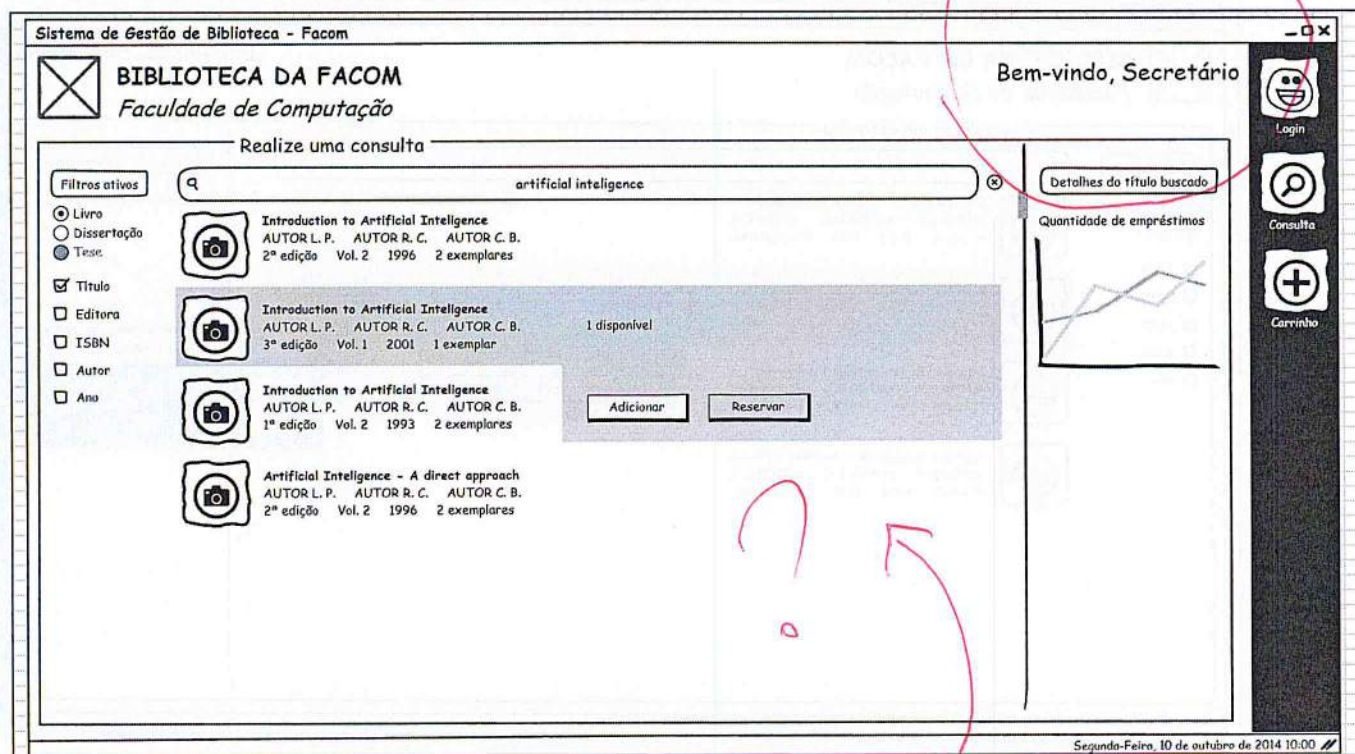 Sistema de Gestão de Biblioteca - Facom
BIBLIOTECA DA FACOM
Faculdade de Computação
Bem-vindo, Secretário
Login
Consulta
Carrinho
Realize uma consulta
Filtros ativos
Livro
Dissertação
Tese
Título
Editora
ISBN
Autor
Ano
artificial inteligence
Introduction to Artificial Inteligence
AUTOR L. P. AUTOR R. C. AUTOR C. B.
2ª edição Vol. 2 1996 2 exemplares
Introduction to Artificial Inteligence
AUTOR L. P. AUTOR R. C. AUTOR C. B.
3ª edição Vol. 1 2001 1 exemplar
1 disponível
Introduction to Artificial Inteligence
AUTOR L. P. AUTOR R. C. AUTOR C. B.
1ª edição Vol. 2 1993 2 exemplares
Adicionar Reservar
Artificial Inteligence - A direct approach
AUTOR L. P. AUTOR R. C. AUTOR C. B.
2ª edição Vol. 2 1996 2 exemplares
?
Detalhes do título buscado
Quantidade de empréstimos
Segunda-Feira, 10 de outubro de 2014 10:00